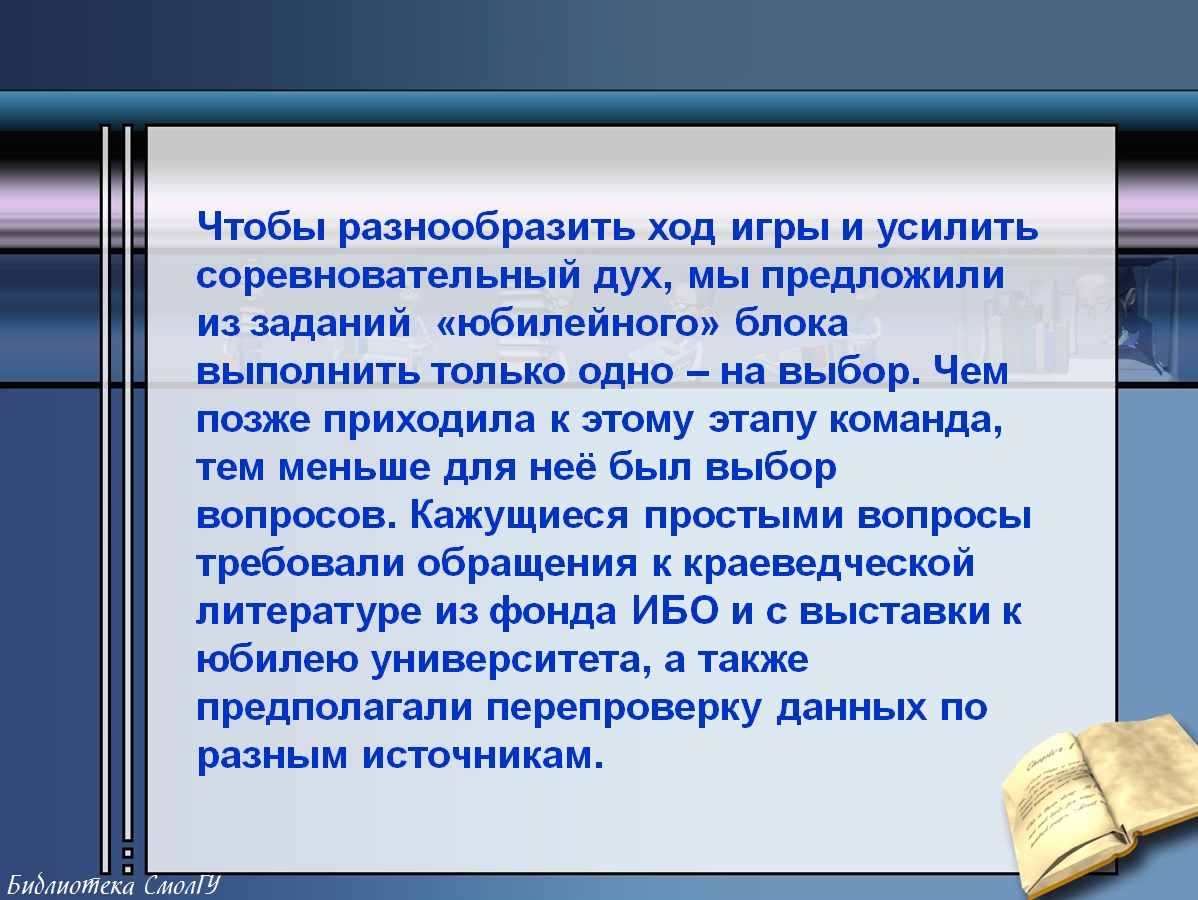 Чтобы разнообразить ход игры и усилить
соревновательный дух, мы предложили
из заданий «юбилейного» блока
выполнить только одно – на выбор. Чем
позже приходила к этому этапу команда,
тем меньше для неё был выбор
вопросов. Кажущиеся простыми вопросы
требовали обращения к краеведческой
литературе из фонда ИБО и с выставки к
юбилею университета, а также
предполагали перепроверку данных по
разным источникам.
Chapter 1
Библиотека СмолГУ